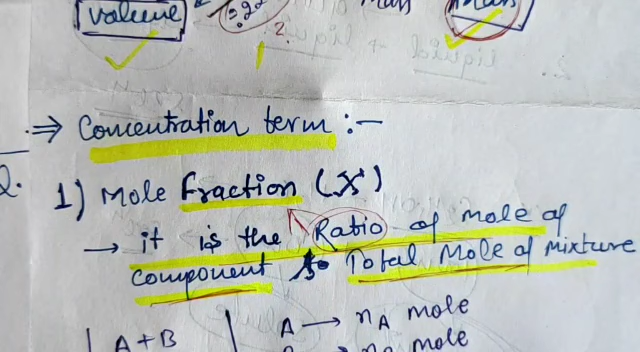 Volume
Mass
⇒ Concentration term :-
1) Mole Fraction (X)
→ it is the Ratio of mole of
component to Total Mole of mixture
A+B A → nA mole
mole